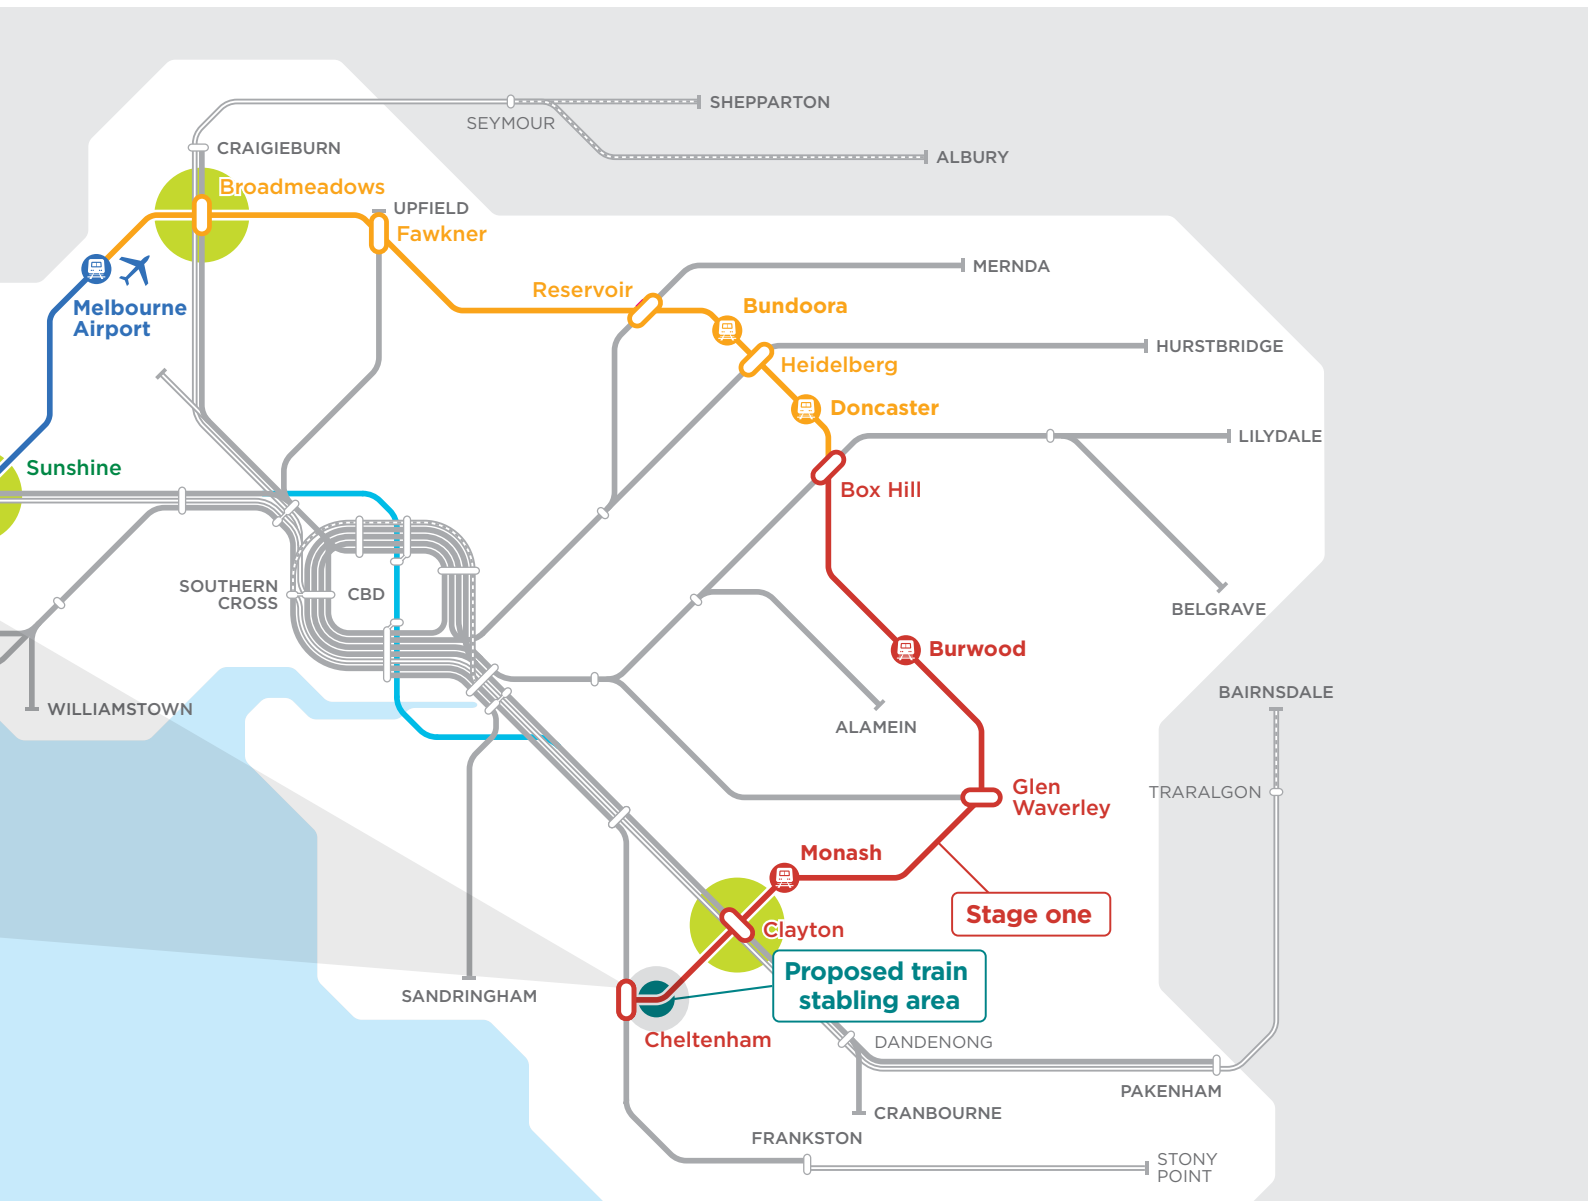 SHEPPARTON
SEYMOUR
CRAIGIEBURN
ALBURY
Broadmeadows
UPFIELD
Fawkner
MERNDA
Reservoir
Bundoora
Melbourne
Airport
HURSTBRIDGE
Heidelberg
Doncaster
LILYDALE
Sunshine
Box Hill
SOUTHERN
CROSS
CBD
BELGRAVE
Burwood
BAIRNSDALE
WILLIAMSTOWN
ALAMEIN
Glen
Waverley
TRARALGON
Monash
Stage one
Clayton
Proposed train
stabling area
SANDRINGHAM
Cheltenham
DANDENONG
PAKENHAM
CRANBOURNE
FRANKSTON
STONY
POINT